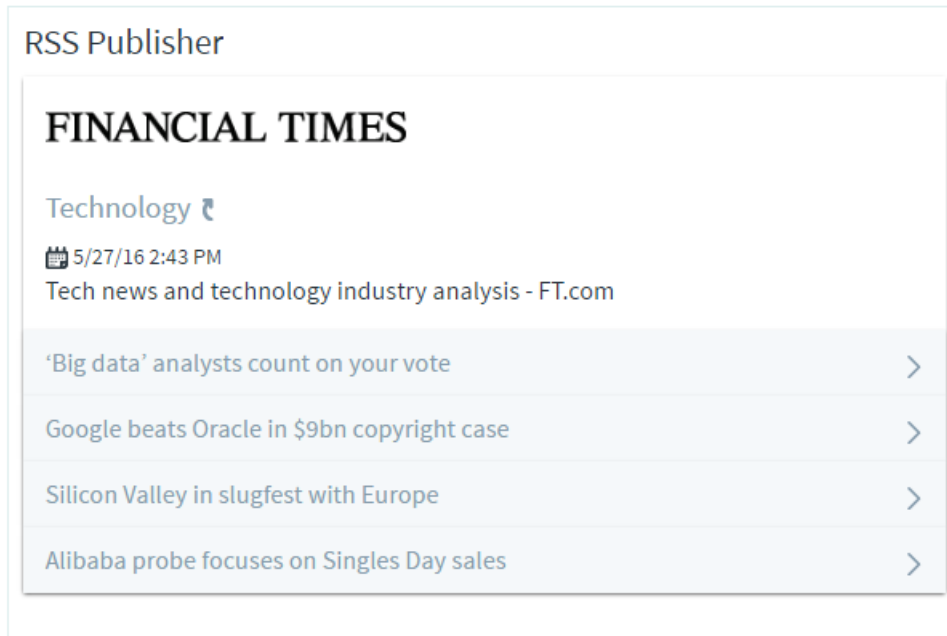 RSS Publisher
FINANCIAL TIMES
Technology
5/27/16 2:43 PM
Tech news and technology industry analysis - FT.com
‘Big data’ analysts count on your vote
Google beats Oracle in $9bn copyright case
Silicon Valley in slugfest with Europe
Alibaba probe focuses on Singles Day sales